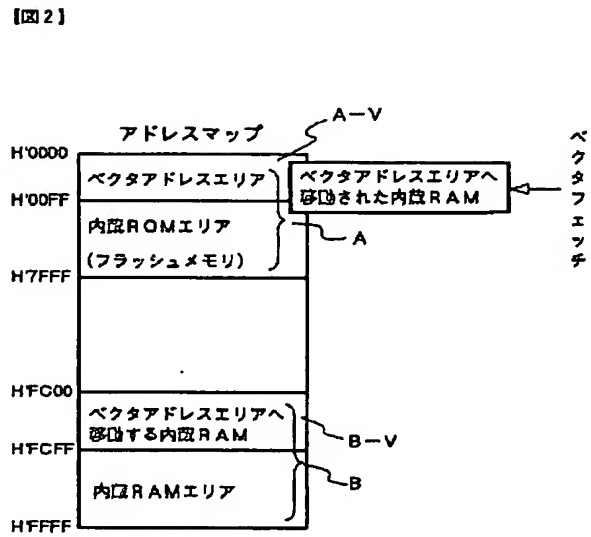 【図2】
アドレスマップ
A-V
H'0000
ベクタアドレスエリア
H'00FF
内蔵ROMエリア
(フラッシュメモリ)
H'7FFF
A
ベクタアドレスエリアへ
移動された内蔵RAM
ベクタフェッチ
H'FC00
ベクタアドレスエリアへ
移動する内蔵RAM
H'FCFF
B-V
内蔵RAMエリア
B
H'FFFF